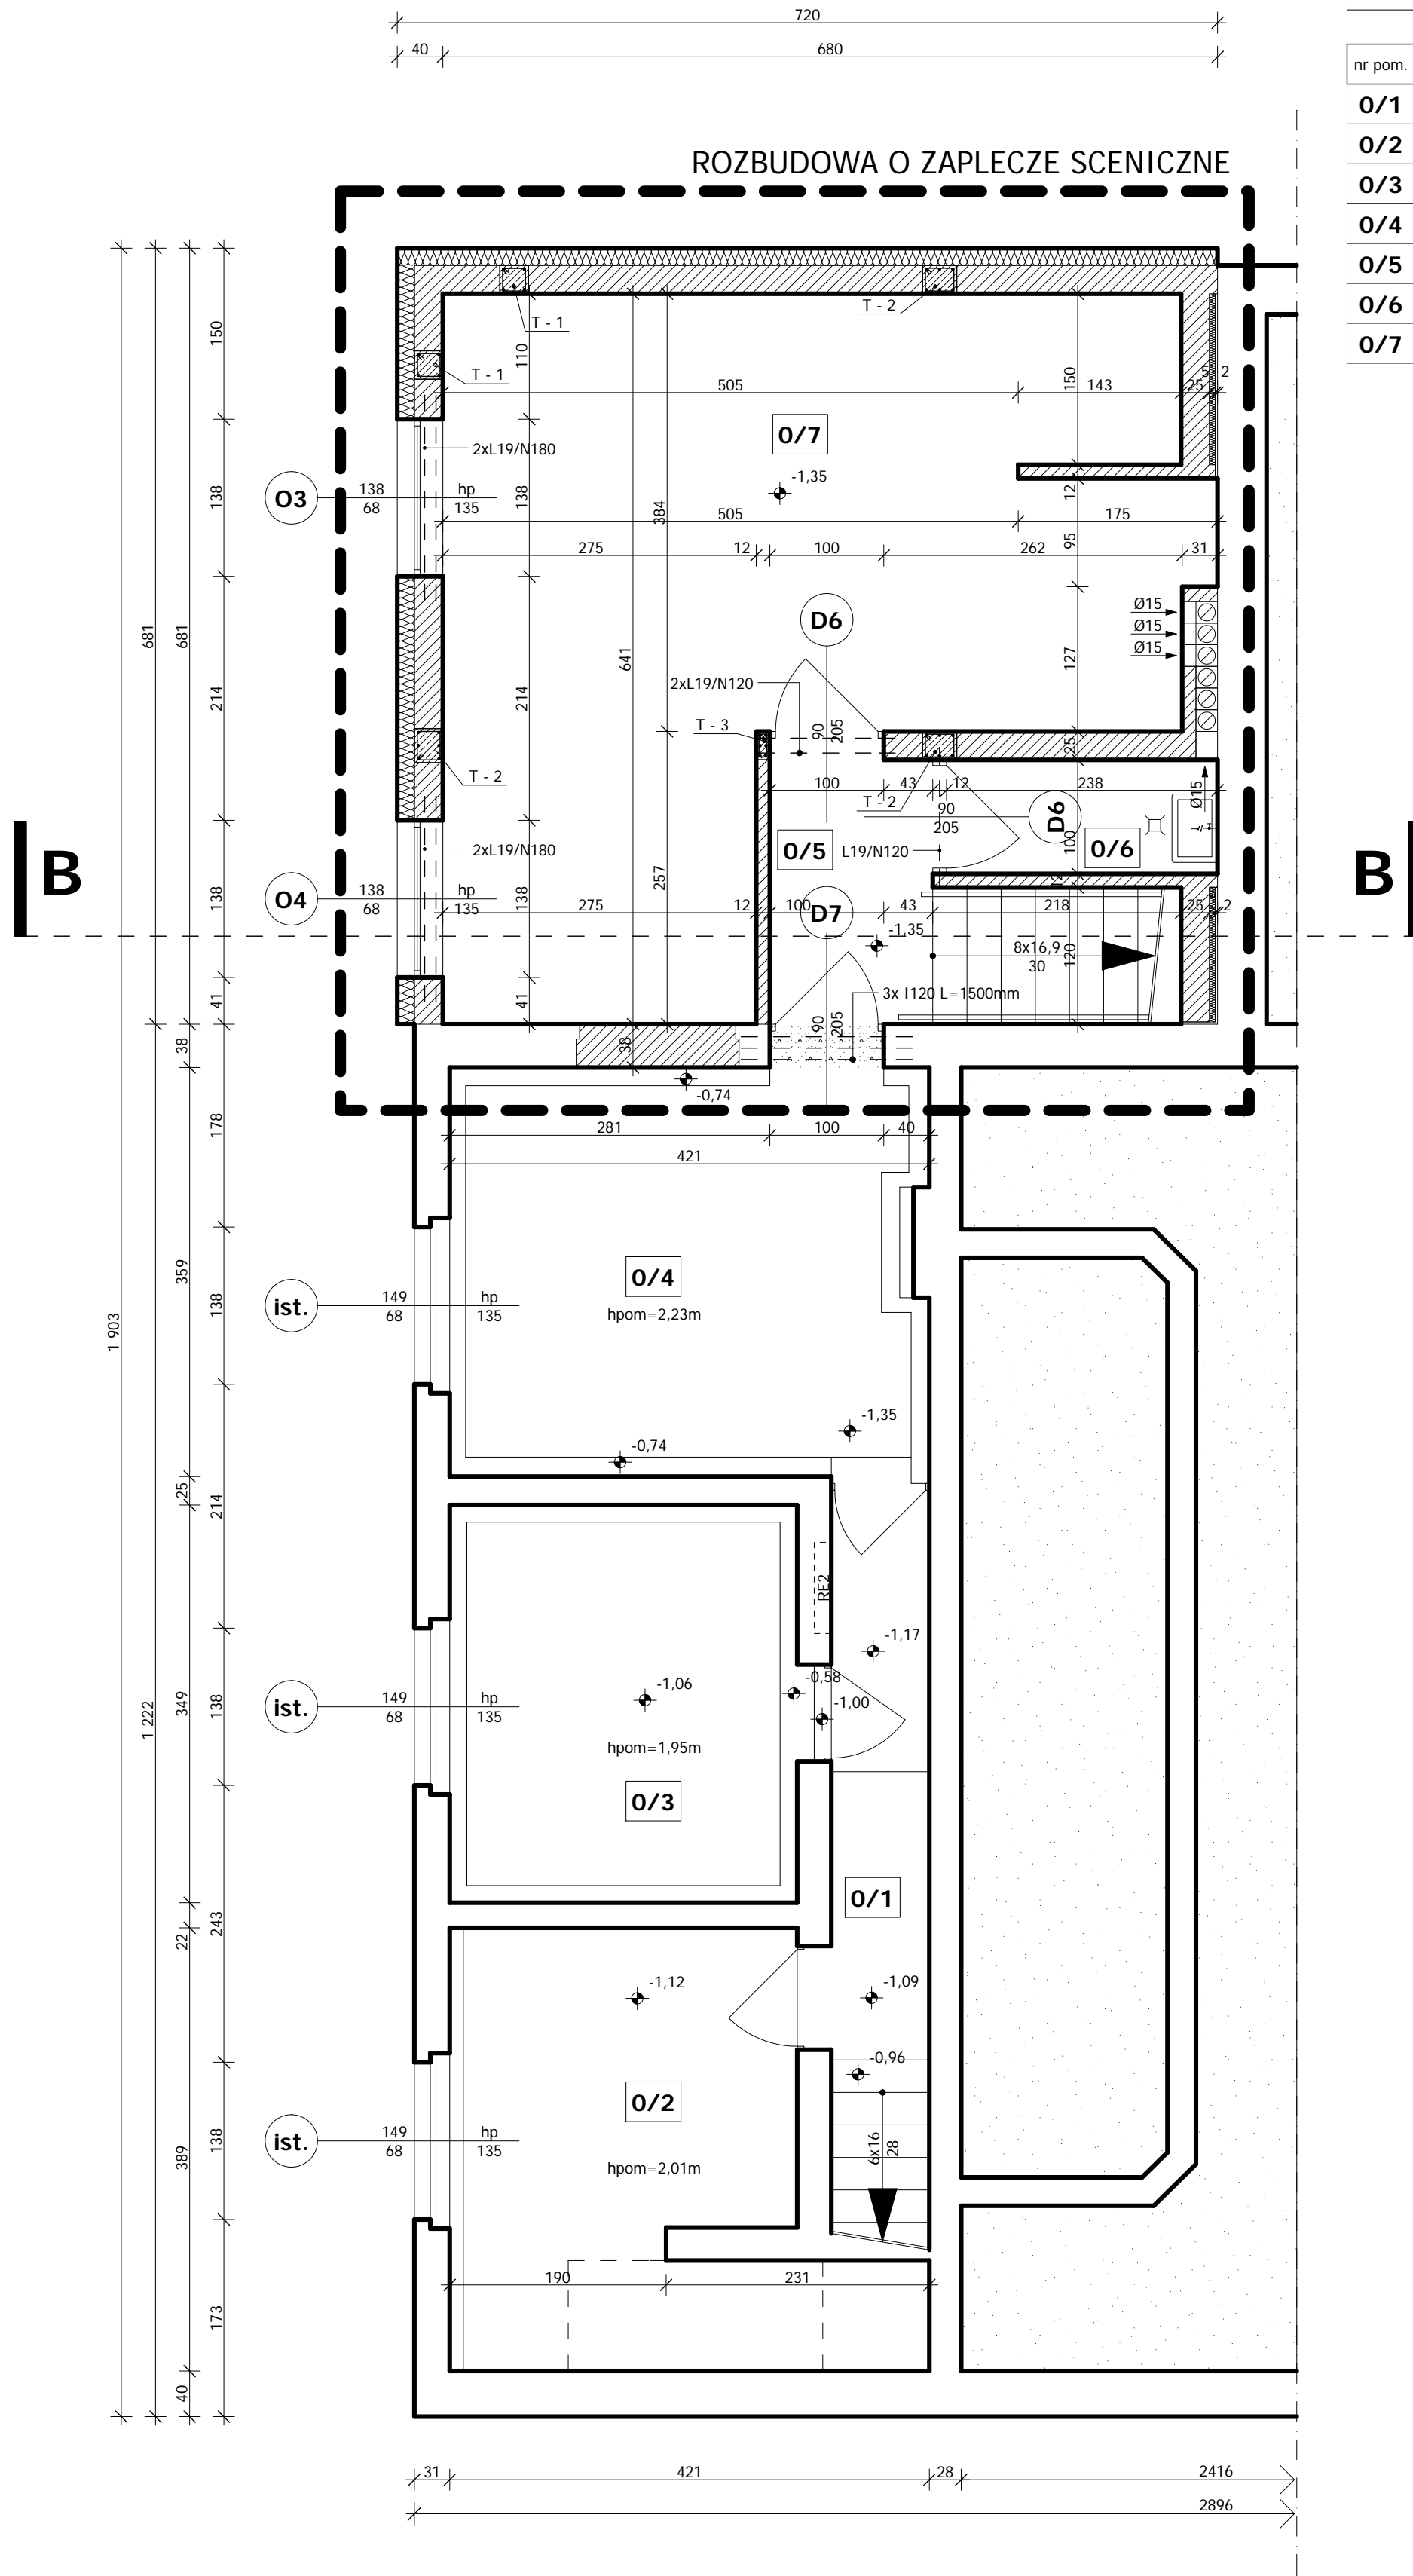 720
40 680
nr pom.
0/1
0/2
0/3
0/4
0/5
0/6
0/7
ROZBUDOWA O ZAPLECZE SCENICZNE
T - 1
T - 2
150
110
T - 1
505 150 143 25 5 2
0/7
2xL19/N180
-1,35
O3
138 hp
68 135
138
138
384
12
505 175
275 12 100 262 95 31
681
681
641
D6
Ø15
Ø15
Ø15
127
214
214
2xL19/N120
T - 3
90
205
25
T - 2
100 43 12 238
T - 2
90
205
D6
Ø15
2xL19/N180
0/5
L19/N120
100
0/6
B
B
O4
138 hp
68 135
138
138
257
12
275 12 100 43 218 25 2
D7
-1,35
8x16,9
30
120
41
41
3x I120 L=1500mm
90
205
38
38
-0,74
178
281 100 40
421
0/4
hpom=2,23m
359
138
ist.
149 hp
68 135
1 903
-1,35
-0,74
25
214
RE2
-1,17
-0,58
-1,06
-1,00
1 222
349
138
ist.
149 hp
68 135
hpom=1,95m
0/3
0/1
22
243
-1,12
-1,09
-0,96
0/2
389
138
ist.
149 hp
68 135
6x16
28
hpom=2,01m
190 231
173
40
31 421 28 2416
2896